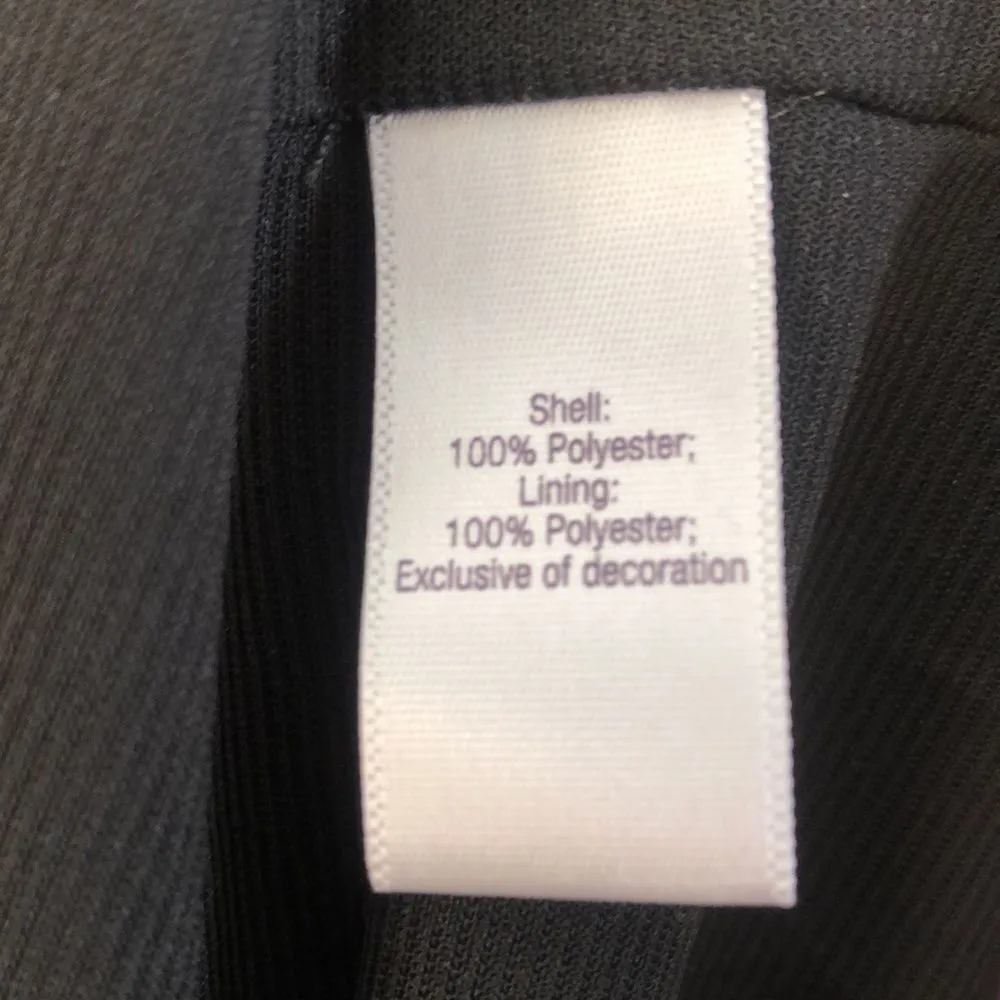 Shell:
100% Polyester;
Lining:
100% Polyester;
Exclusive of decoration